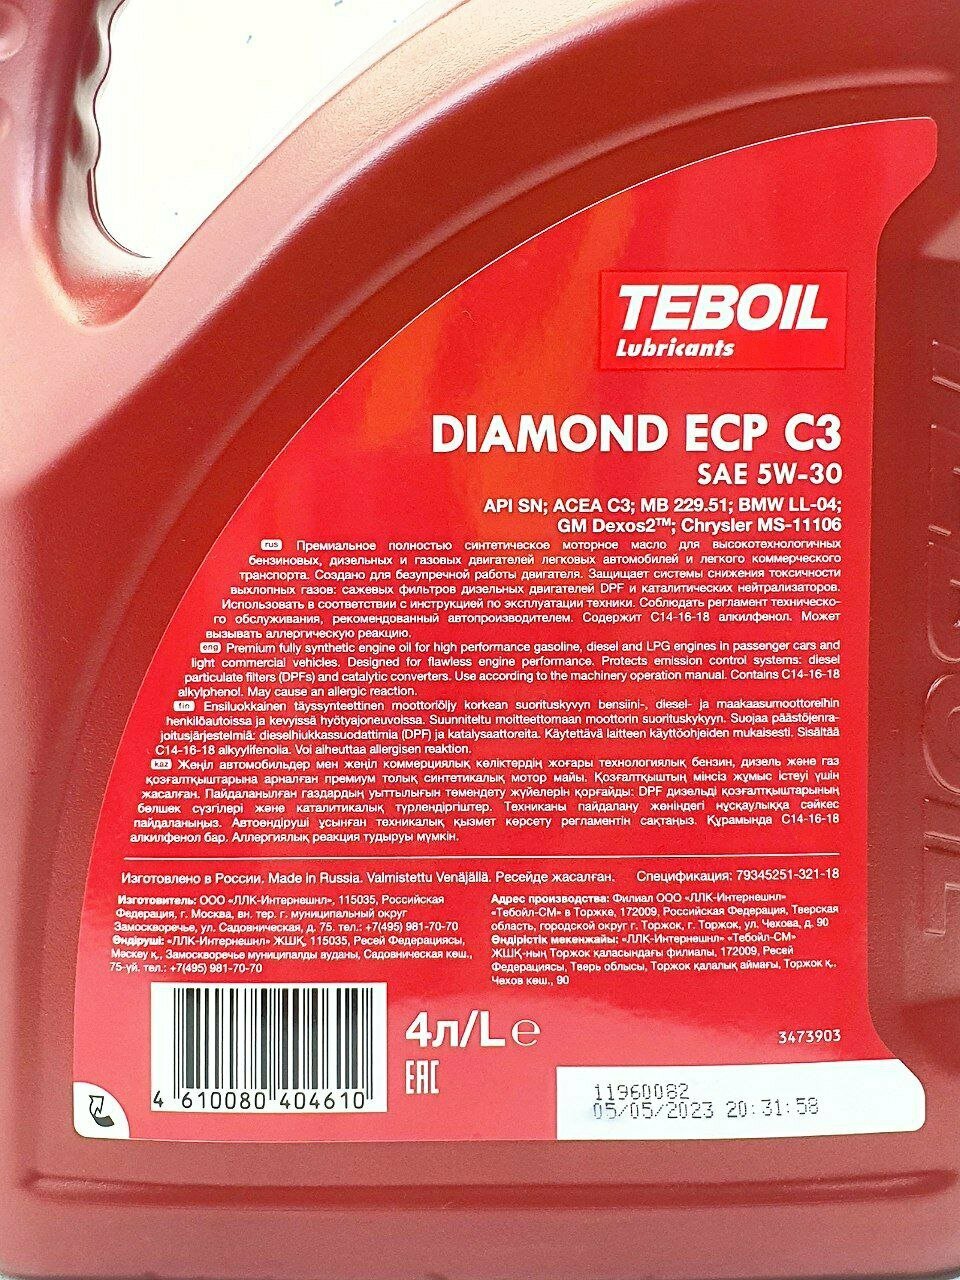 TEBOIL
Lubricants
DIAMOND ECP C3
SAE 5W-30
API SN; ACEA C3; MB 229.51; BMW LL-04;
GM Dexos2™; Chrysler MS-11106
rus Премиальное полностью синтетическое моторное масло для высокотехнологичных
бензиновых, дизельных и газовых двигателей легковых автомобилей и легкого коммерческого
транспорта. Создано для безупречной работы двигателя. Защищает системы снижения токсичности
выхлопных газов: сажевых фильтров дизельных двигателей DPF и каталитических нейтрализаторов.
Использовать в соответствии с инструкцией по эксплуатации техники. Соблюдать регламент техническо-
го обслуживания, рекомендованный автопроизводителем. Содержит C14-16-18 алкилфенол. Может
вызывать аллергическую реакцию.
eng Premium fully synthetic engine oil for high performance gasoline, diesel and LPG engines in passenger cars and
light commercial vehicles. Designed for flawless engine performance. Protects emission control systems: diesel
particulate filters (DPFs) and catalytic converters. Use according to the machinery operation manual. Contains C14-16-18
alkylphenol. May cause an allergic reaction.
fin Ensiluokkainen täyssynteettinen moottoriöljy korkean suorituskyvyn bensiini-, diesel- ja maakaasumoottoreihin
henkilöautoissa ja kevyissä hyötyajoneuvoissa. Suunniteltu moitteettomaan moottorin suorituskykyyn. Suojaa päästöjenra-
joitusjärjestelmiä: dieselhiukkassuodattimia (DPF) ja katalysaattoreita. Käytettävä laitteen käyttöohjeiden mukaisesti. Sisältää
C14-16-18 alkyylifenolia. Voi aiheuttaa allergisen reaktion.
kaz Жеңіл автомобильдер мен жеңіл коммерциялық көліктердің жоғары технологиялық бензин, дизель және газ
қозғалтқыштарына арналған премиум толық синтетикалық мотор майы. Қозғалтқыштың мінсіз жұмыс істеуі үшін
жасалған. Пайдаланылған газдардың уыттылығын төмендету жүйелерін қорғайды: DPF дизельді қозғалтқыштарының
бөлшек сүзгілері және каталитикалық түрлендіргіштер. Техниканы пайдалану жөніндегі нұсқаулыққа сәйкес
пайдаланыңыз. Автоөндіруші ұсынған техникалық қызмет көрсету регламентін сақтаңыз. Құрамында C14-16-18
алкилфенол бар. Аллергиялық реакция тудыруы мүмкін.
Изготовлено в России. Made in Russia. Valmistettu Venäjällä. Ресейде жасалған. Спецификация: 79345251-321-18
Изготовитель: ООО «ЛЛК-Интернешнл», 115035, Российская
Федерация, г. Москва, вн. тер. г. муниципальный округ
Замоскворечье, ул. Садовническая, д. 75. тел.: +7(495) 981-70-70
Өндіруші: «ЛЛК-Интернешнл» ЖШҚ, 115035, Ресей Федерациясы,
Мәскеу қ., Замоскворечье муниципалды ауданы, Садовническая көш.,
75-үй. тел.: +7(495) 981-70-70
Адрес производства: Филиал ООО «ЛЛК-Интернешнл»
«Тебойл-СМ» в Торжке, 172009, Российская Федерация, Тверская
область, городской округ г. Торжок, г. Торжок, ул. Чехова, д. 90
Өндірістік мекенжайы: «ЛЛК-Интернешнл» «Тебойл-СМ»
ЖШҚ-ның Торжок қаласындағы филиалы, 172009, Ресей
Федерациясы, Тверь облысы, Торжок қалалық аймағы, Торжок қ.,
Чехов көш., 90
4 610080 404610
4л/L ℮
EAC
3473903
11960082
05/05/2023 20:31:58
TEBOIL